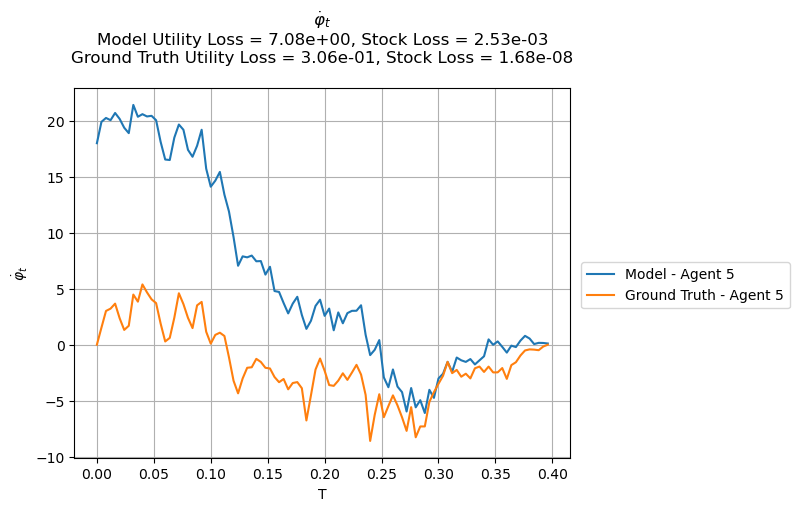 φ̇ₜ
Model Utility Loss = 7.08e+00, Stock Loss = 2.53e-03
Ground Truth Utility Loss = 3.06e-01, Stock Loss = 1.68e-08
20
15
10
5
0
−5
−10
φ̇ₜ
0.00 0.05 0.10 0.15 0.20 0.25 0.30 0.35 0.40
T
Model - Agent 5
Ground Truth - Agent 5